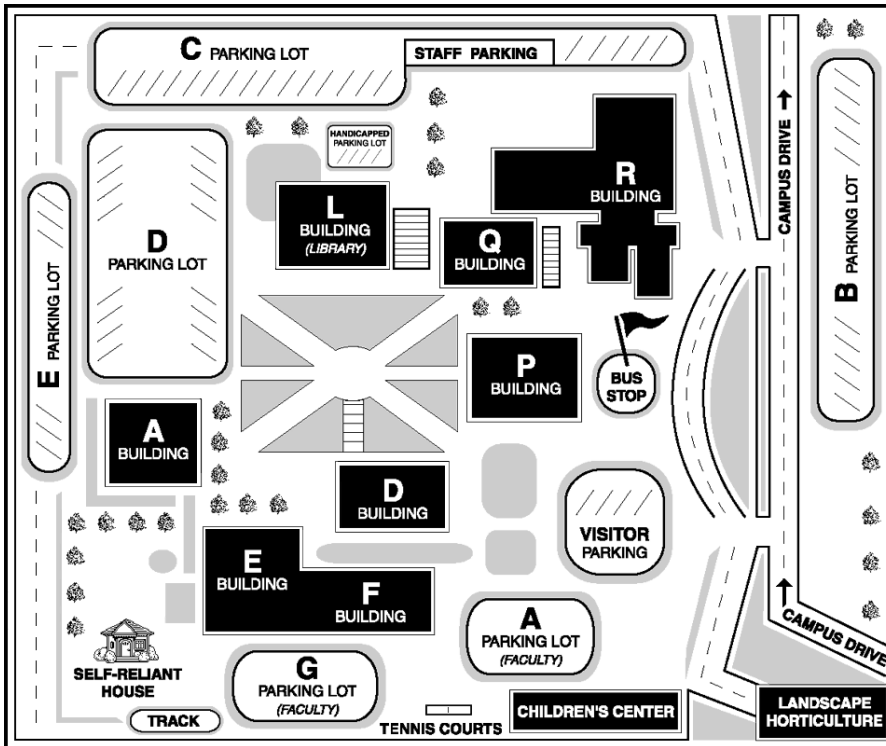 C PARKING LOT
STAFF PARKING
HANDICAPPED
PARKING LOT
L
BUILDING
(LIBRARY)
Q
BUILDING
R
BUILDING
CAMPUS DRIVE
B PARKING LOT
D
PARKING LOT
E PARKING LOT
P
BUILDING
BUS
STOP
A
BUILDING
D
BUILDING
VISITOR
PARKING
E
BUILDING
F
BUILDING
A
PARKING LOT
(FACULTY)
CAMPUS DRIVE
SELF-RELIANT
HOUSE
G
PARKING LOT
(FACULTY)
TRACK
TENNIS COURTS
CHILDREN'S CENTER
LANDSCAPE
HORTICULTURE